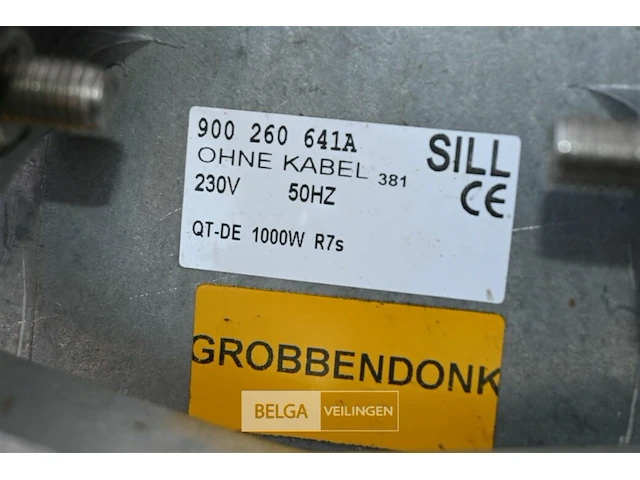 900 260 641A SILL
OHNE KABEL 381 CE
230V 50HZ
QT-DE 1000W R7s
GROBBENDONK
BELGA VEILINGEN